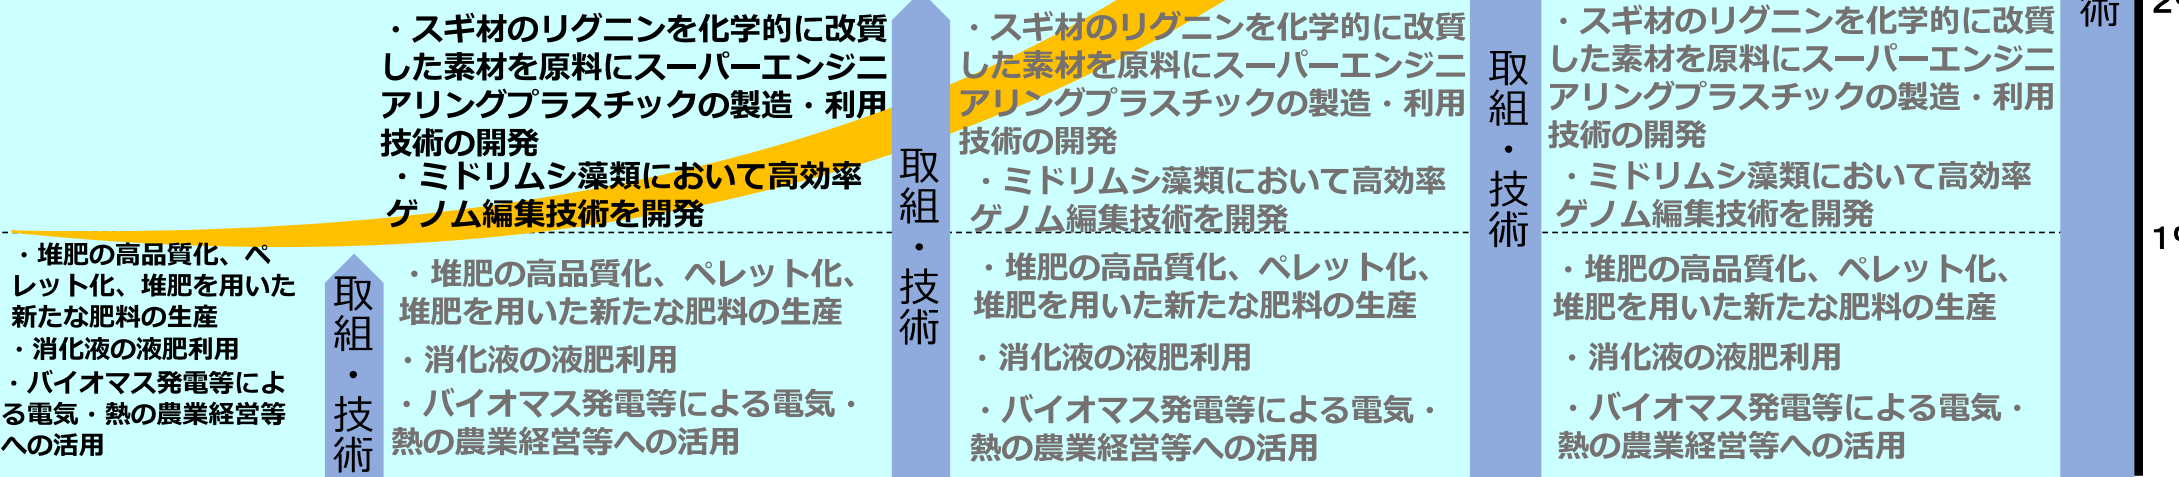 ・堆肥の高品質化、ペ
レット化、堆肥を用いた
新たな肥料の生産
・消化液の液肥利用
・バイオマス発電等によ
る電気・熱の農業経営等
への活用
取組・技術
・スギ材のリグニンを化学的に改質
した素材を原料にスーパーエンジニ
アリングプラスチックの製造・利用
技術の開発
・ミドリムシ藻類において高効率
ゲノム編集技術を開発
・堆肥の高品質化、ペレット化、
堆肥を用いた新たな肥料の生産
・消化液の液肥利用
・バイオマス発電等による電気・
熱の農業経営等への活用
取組・技術
・スギ材のリグニンを化学的に改質
した素材を原料にスーパーエンジニ
アリングプラスチックの製造・利用
技術の開発
・ミドリムシ藻類において高効率
ゲノム編集技術を開発
・堆肥の高品質化、ペレット化、
堆肥を用いた新たな肥料の生産
・消化液の液肥利用
・バイオマス発電等による電気・
熱の農業経営等への活用
取組・技術
・スギ材のリグニンを化学的に改質
した素材を原料にスーパーエンジニ
アリングプラスチックの製造・利用
技術の開発
・ミドリムシ藻類において高効率
ゲノム編集技術を開発
・堆肥の高品質化、ペレット化、
堆肥を用いた新たな肥料の生産
・消化液の液肥利用
・バイオマス発電等による電気・
熱の農業経営等への活用
術